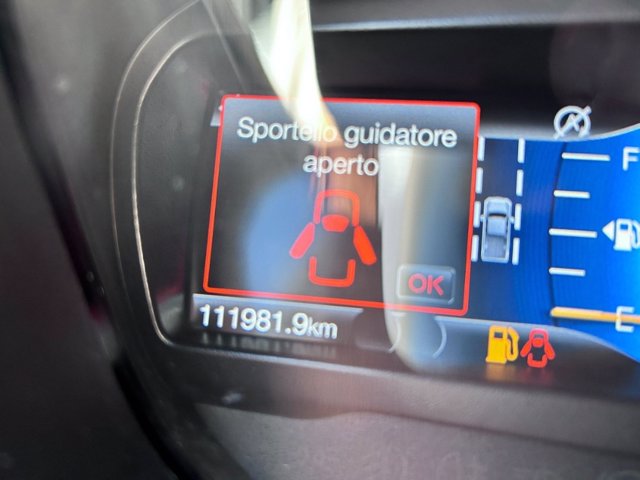 Sportello guidatore
aperto
OK
111981.9km
F
E